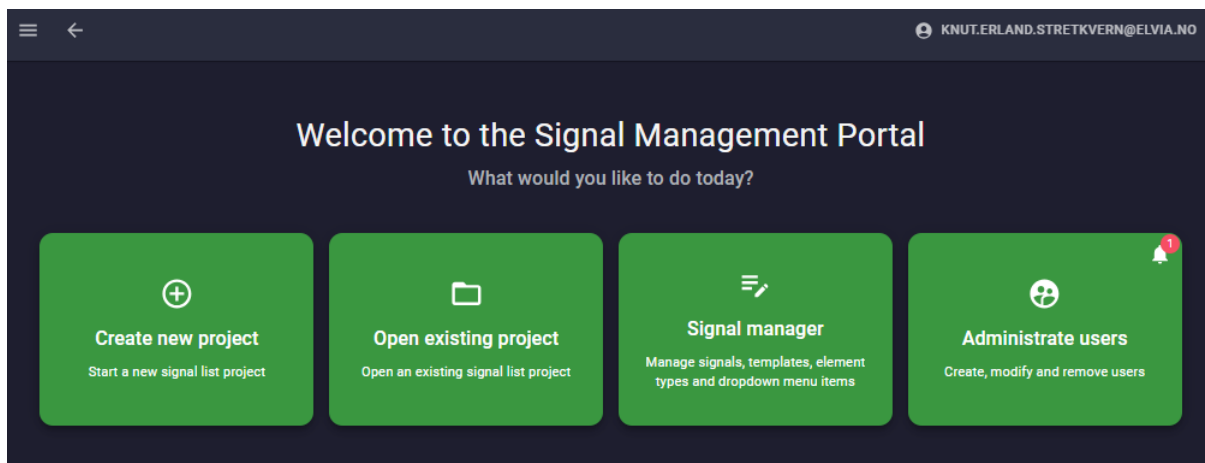 KNUT.ERLAND.STRETKVERN@ELVIA.NO
Welcome to the Signal Management Portal
What would you like to do today?
Create new project
Start a new signal list project
Open existing project
Open an existing signal list project
Signal manager
Manage signals, templates, element
types and dropdown menu items
1
Administrate users
Create, modify and remove users